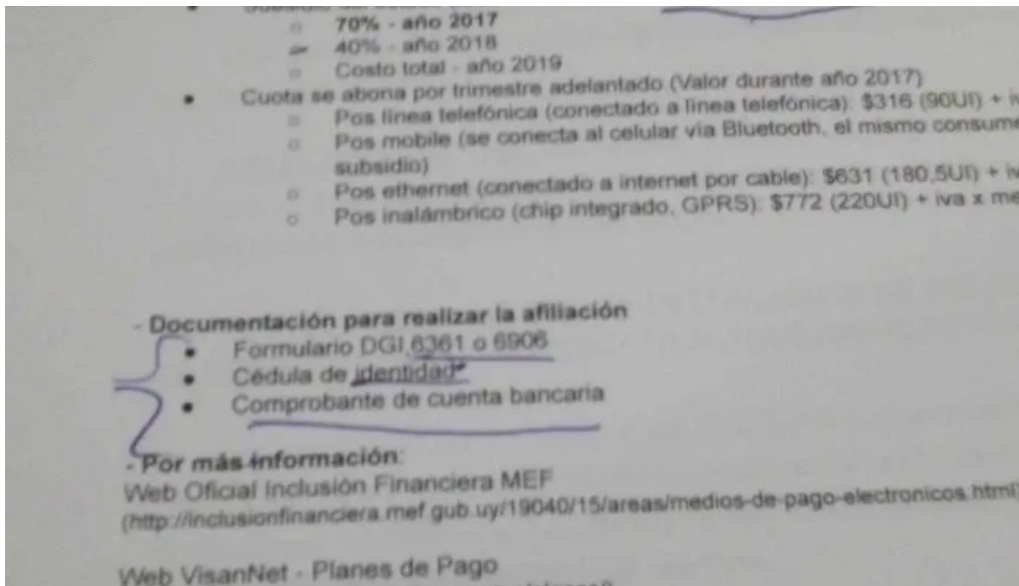 70% - año 2017
40% - año 2018
Costo total - año 2019
Cuota se abona por trimestre adelantado (Valor durante año 2017)
Pos línea telefónica (conectado a línea telefónica): $316 (90UI) +
Pos mobile (se conecta al celular vía Bluetooth, el mismo
subsidio)
Pos ethernet (conectado a internet por cable): $631 (180,5UI) +
Pos inalámbrico (chip integrado, GPRS): $772 (220UI) + iva x
- Documentación para realizar la afiliación
Formulario DGI 6361 o 6906
Cédula de identidad
Comprobante de cuenta bancaria
- Por más información:
Web Oficial Inclusión Financiera MEF
(http://inclusionfinanciera.mef.gub.uy/19040/15/areas/medios-de-pago-electronicos.html)
Web VisanNet - Planes de Pago